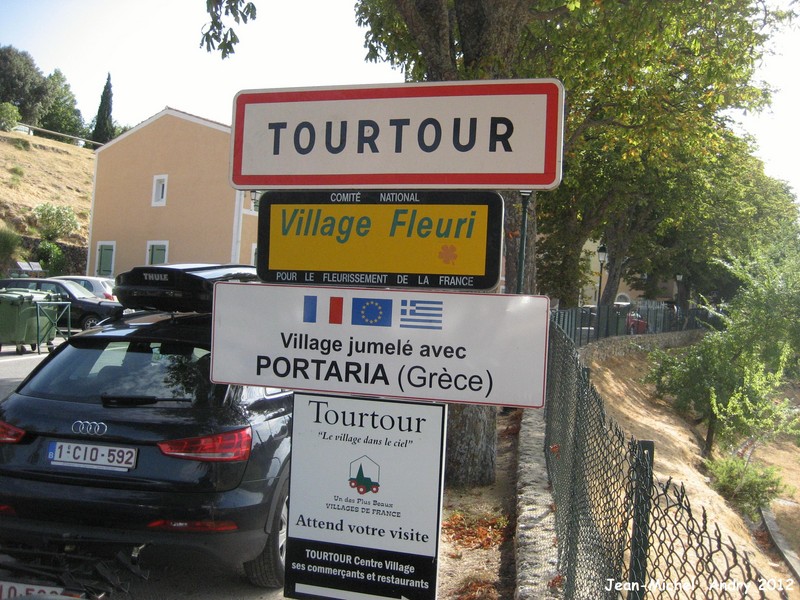 TOURTOUR
COMITÉ NATIONAL
Village Fleuri
POUR LE FLEURISSEMENT DE LA FRANCE
Village jumelé avec
PORTARIA (Grèce)
Tourtour
"Le village dans le ciel"
Un des Plus Beaux
VILLAGES DE FRANCE
Attend votre visite
TOURTOUR Centre Village
ses commerçants et restaurants
THULE
1·CIO-592
Jean-Michel Andry 2012